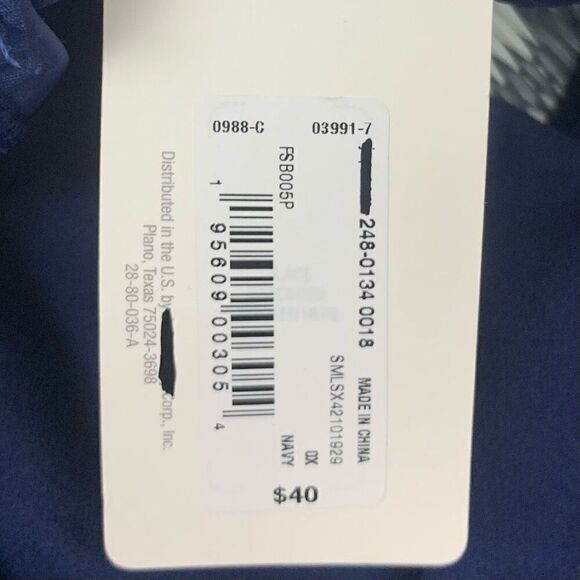 0988-C 03991-7
FSB005P
1 95609 00305 4
248-0134 0018
MADE IN CHINA
SMLSX42101929
0X
NAVY
$40
Distributed in the U.S. by
Corp., Inc.
Plano, Texas 75024-3698
28-80-036-A